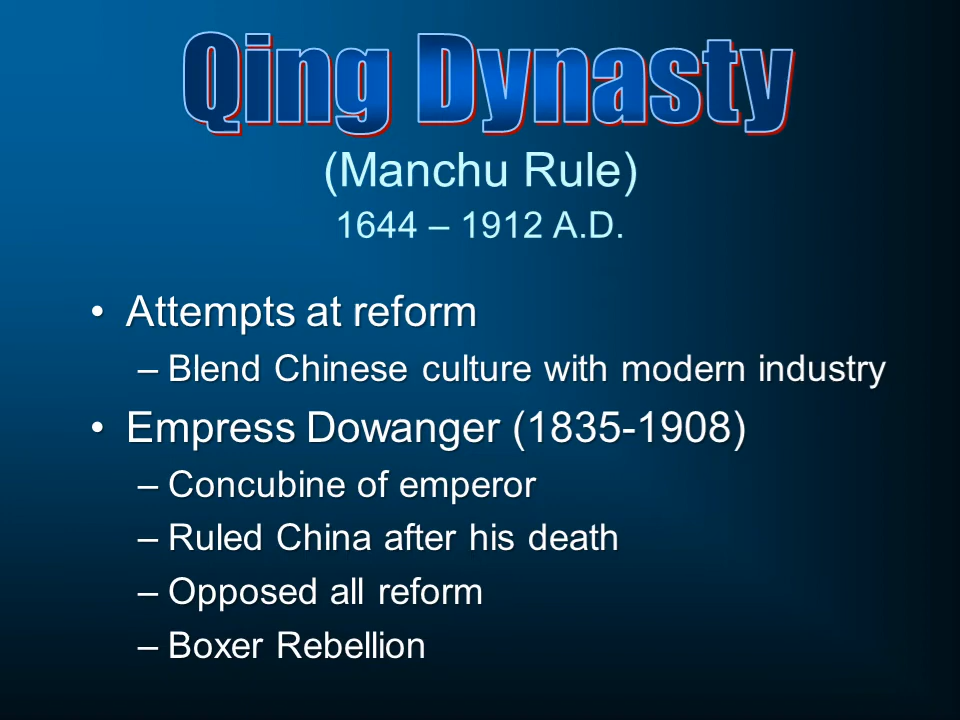 Qing Dynasty
(Manchu Rule)
1644 – 1912 A.D.
• Attempts at reform
– Blend Chinese culture with modern industry
• Empress Dowanger (1835-1908)
– Concubine of emperor
– Ruled China after his death
– Opposed all reform
– Boxer Rebellion